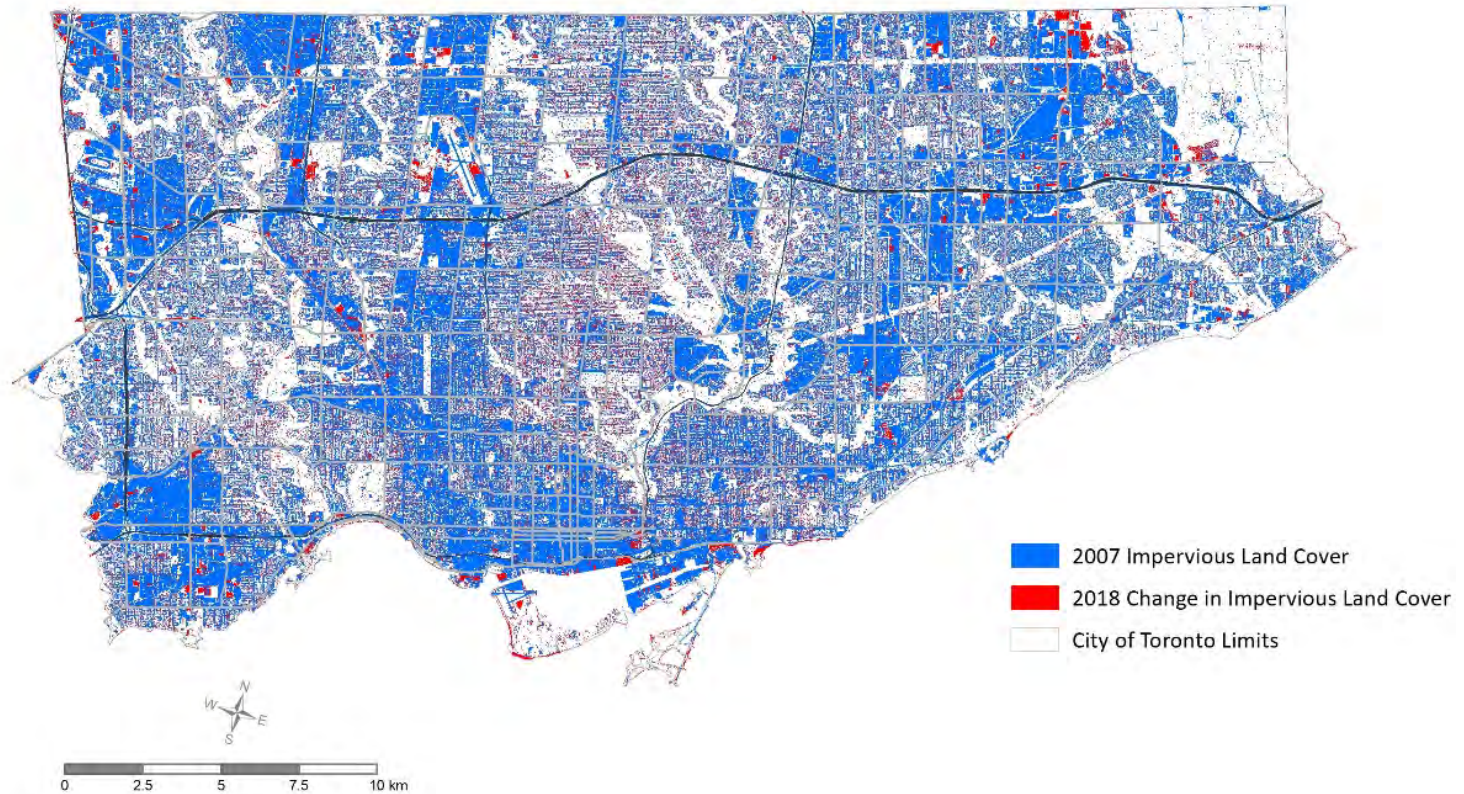 2007 Impervious Land Cover
2018 Change in Impervious Land Cover
City of Toronto Limits
N
W
E
S
0 2.5 5 7.5 10 km